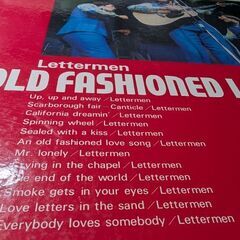 Lettermen
OLD FASHIONED
Up, up and away／Lettermen
Scarborough fair - Canticle／Lettermen
California dreamin'／Lettermen
Spinning wheel／Lettermen
Sealed with a kiss／Lettermen
An old fashioned love song／Lettermen
Mr. lonely／Lettermen
Crying in the chapel／Lettermen
The end of the world／Lettermen
Smoke gets in your eyes／Lettermen
Love letters in the sand／Lettermen
Everybody loves somebody／Lettermen